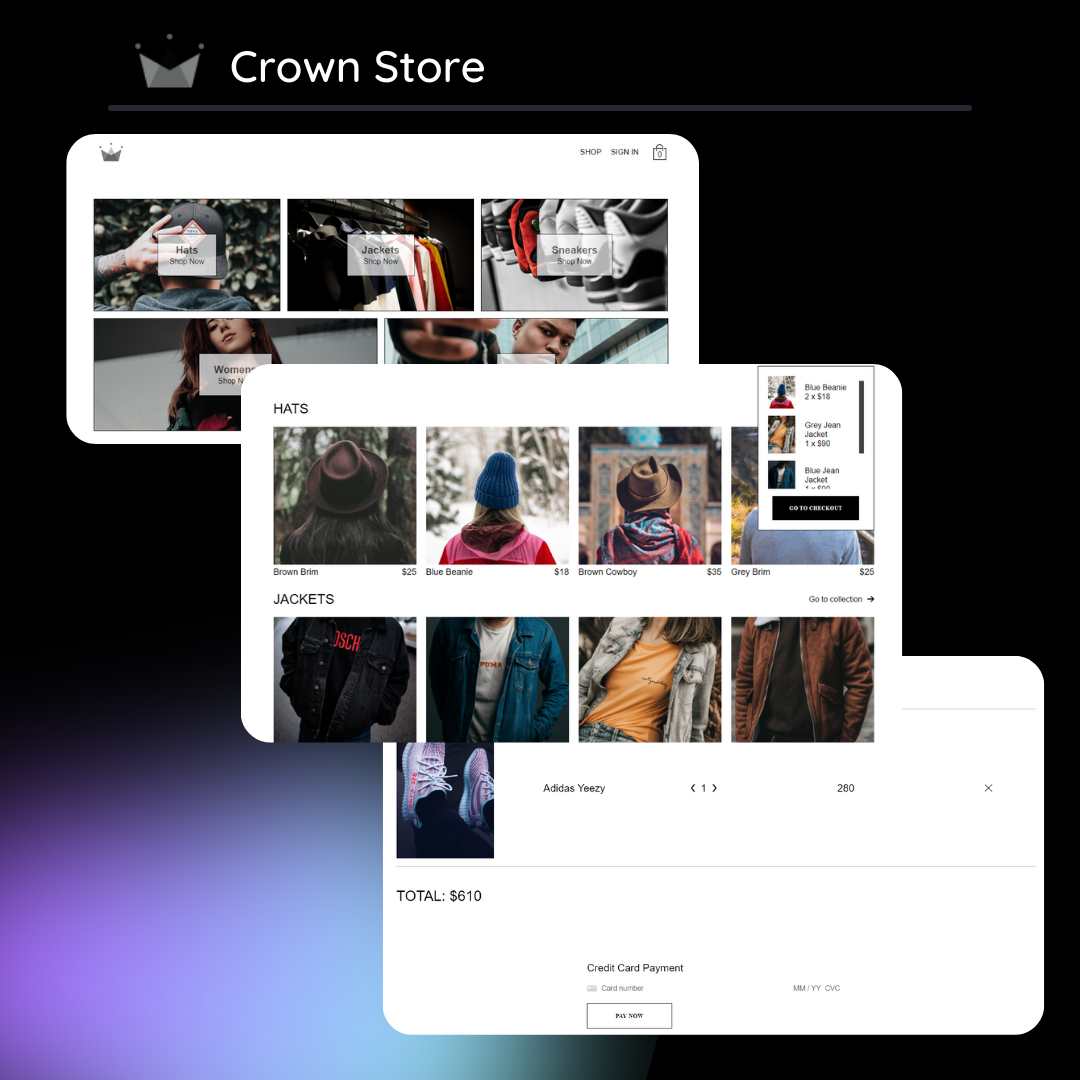 Crown Store
SHOP SIGN IN
0
Hats
Shop Now
Jackets
Shop Now
Sneakers
Shop Now
Womens
Shop N
HATS
Blue Beanie
2 x $18
Grey Jean
Jacket
1 x $90
Blue Jean
Jacket
1 x $90
GO TO CHECKOUT
Brown Brim $25
Blue Beanie $18
Brown Cowboy $35
Grey Brim $25
JACKETS
Go to collection
OSCH
PUMA
Adidas Yeezy
1
280
TOTAL: $610
Credit Card Payment
Card number
MM / YY CVC
PAY NOW